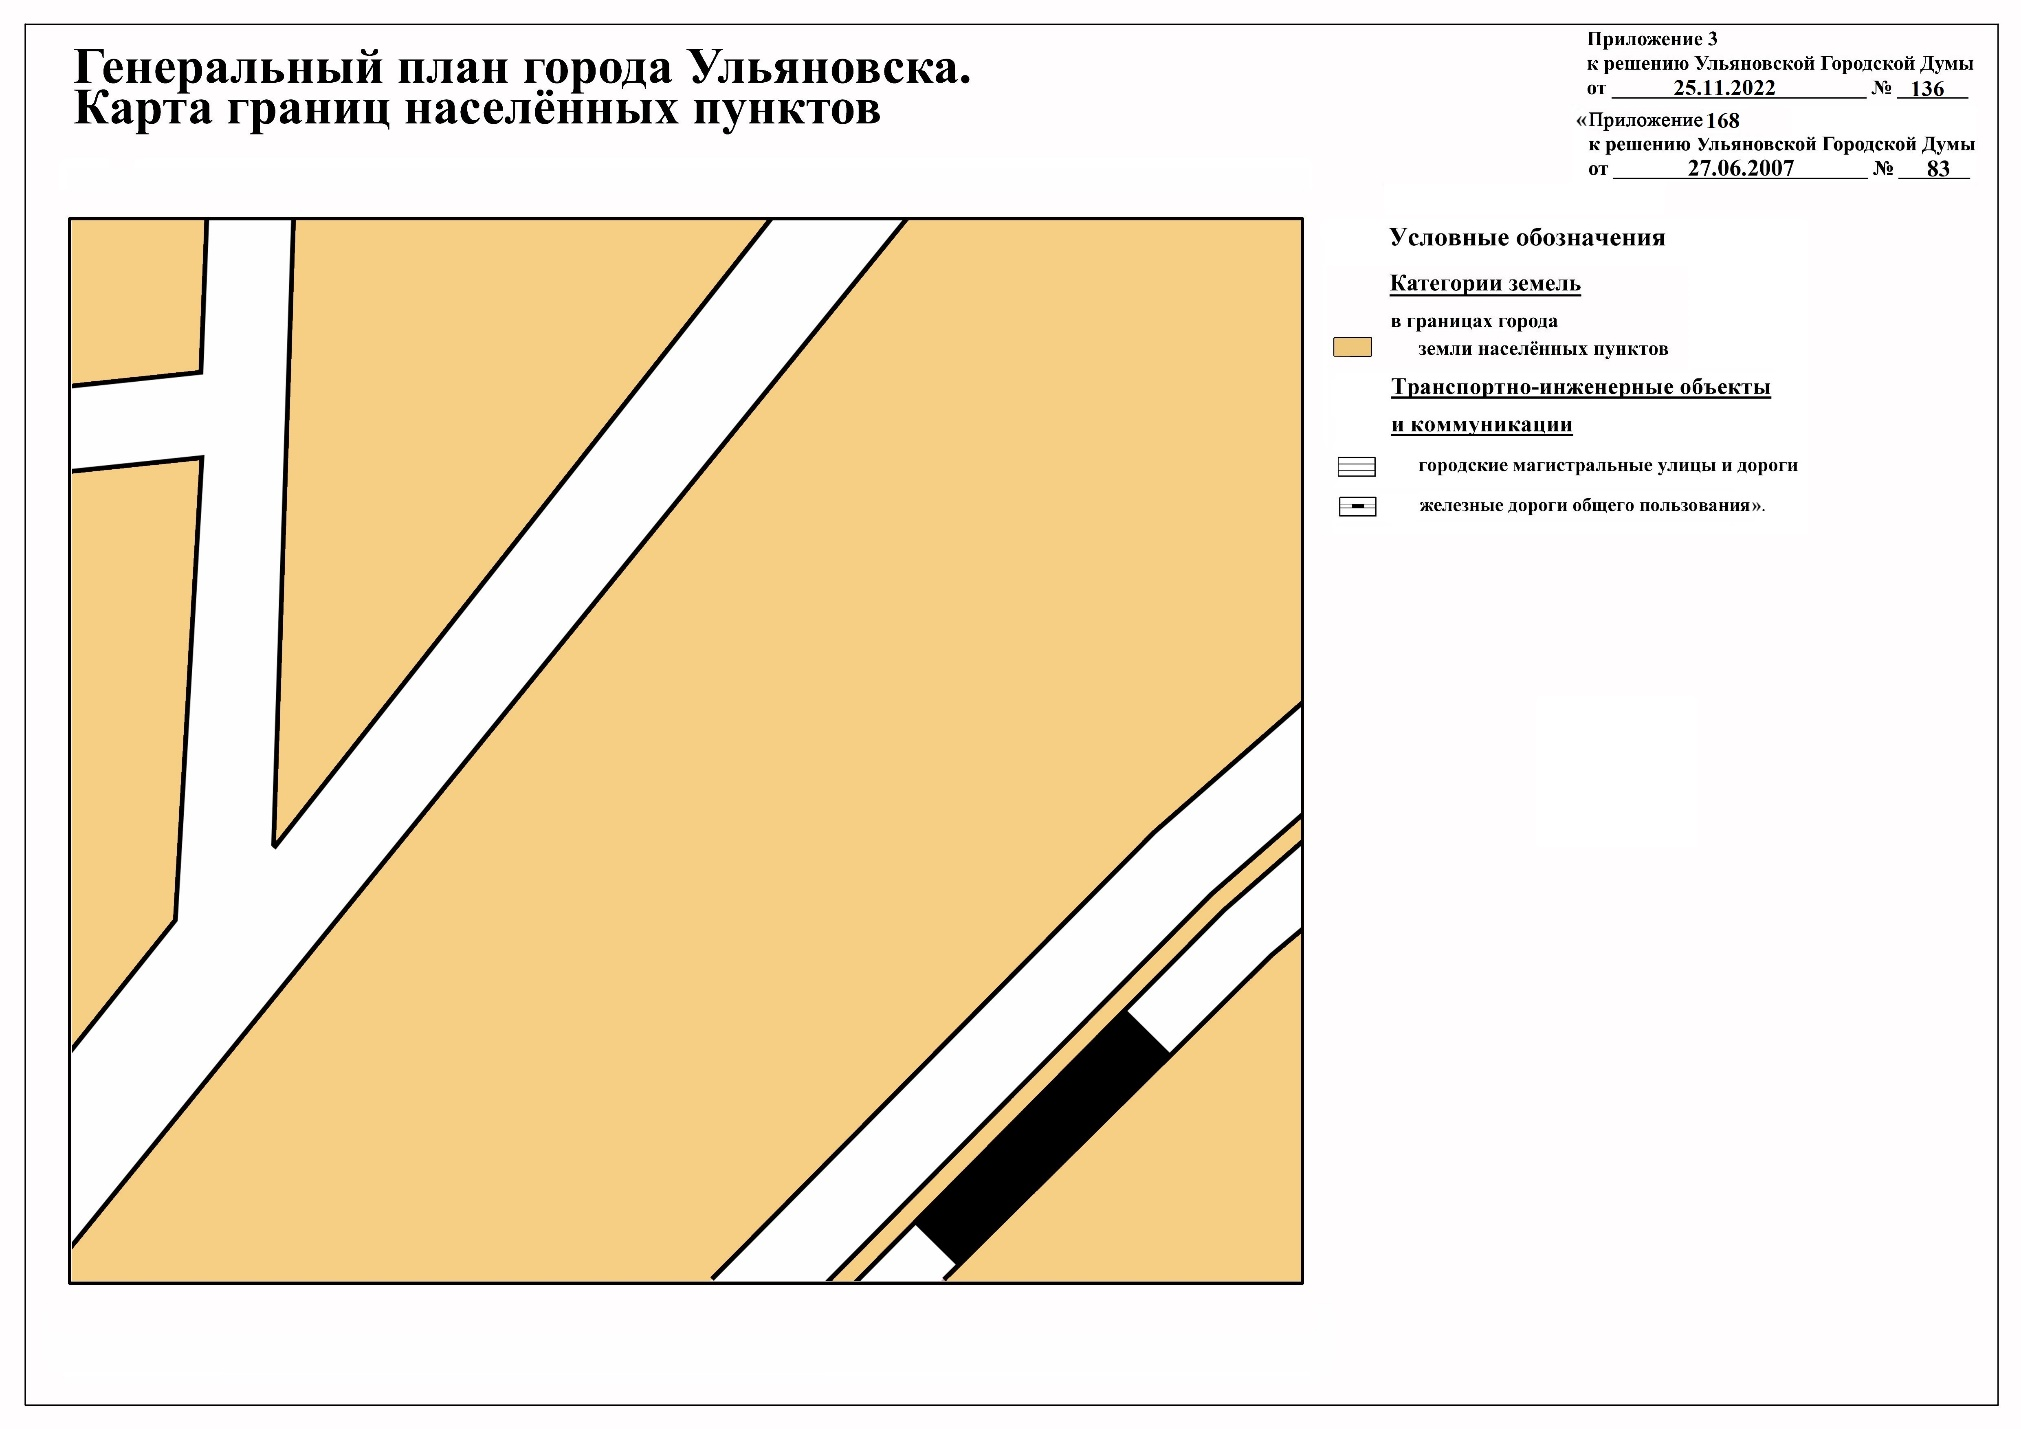 Генеральный план города Ульяновска.
Карта границ населённых пунктов
Приложение 3
к решению Ульяновской Городской Думы
от 25.11.2022 № 136
«Приложение 168
к решению Ульяновской Городской Думы
от 27.06.2007 № 83
Условные обозначения
Категории земель
в границах города
земли населённых пунктов
Транспортно-инженерные объекты
и коммуникации
городские магистральные улицы и дороги
железные дороги общего пользования».